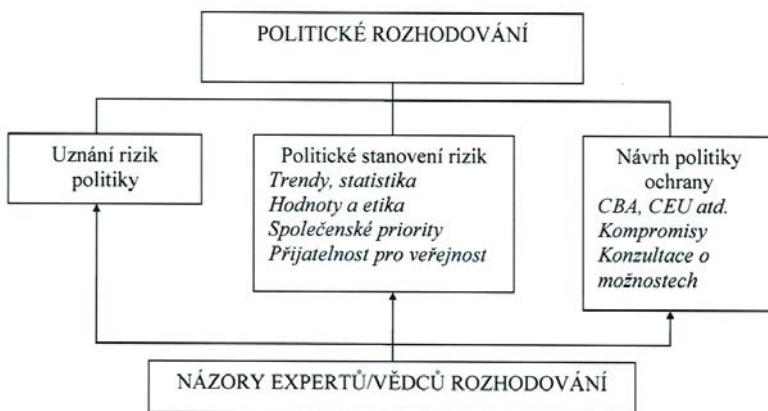 POLITICKÉ ROZHODOVÁNÍ
Uznání rizik
politiky
Politické stanovení rizik
Trendy, statistika
Hodnoty a etika
Společenské priority
Přijatelnost pro veřejnost
Návrh politiky
ochrany
CBA, CEU atd.
Kompromisy
Konzultace o
možnostech
NÁZORY EXPERTŮ/VĚDCŮ ROZHODOVÁNÍ